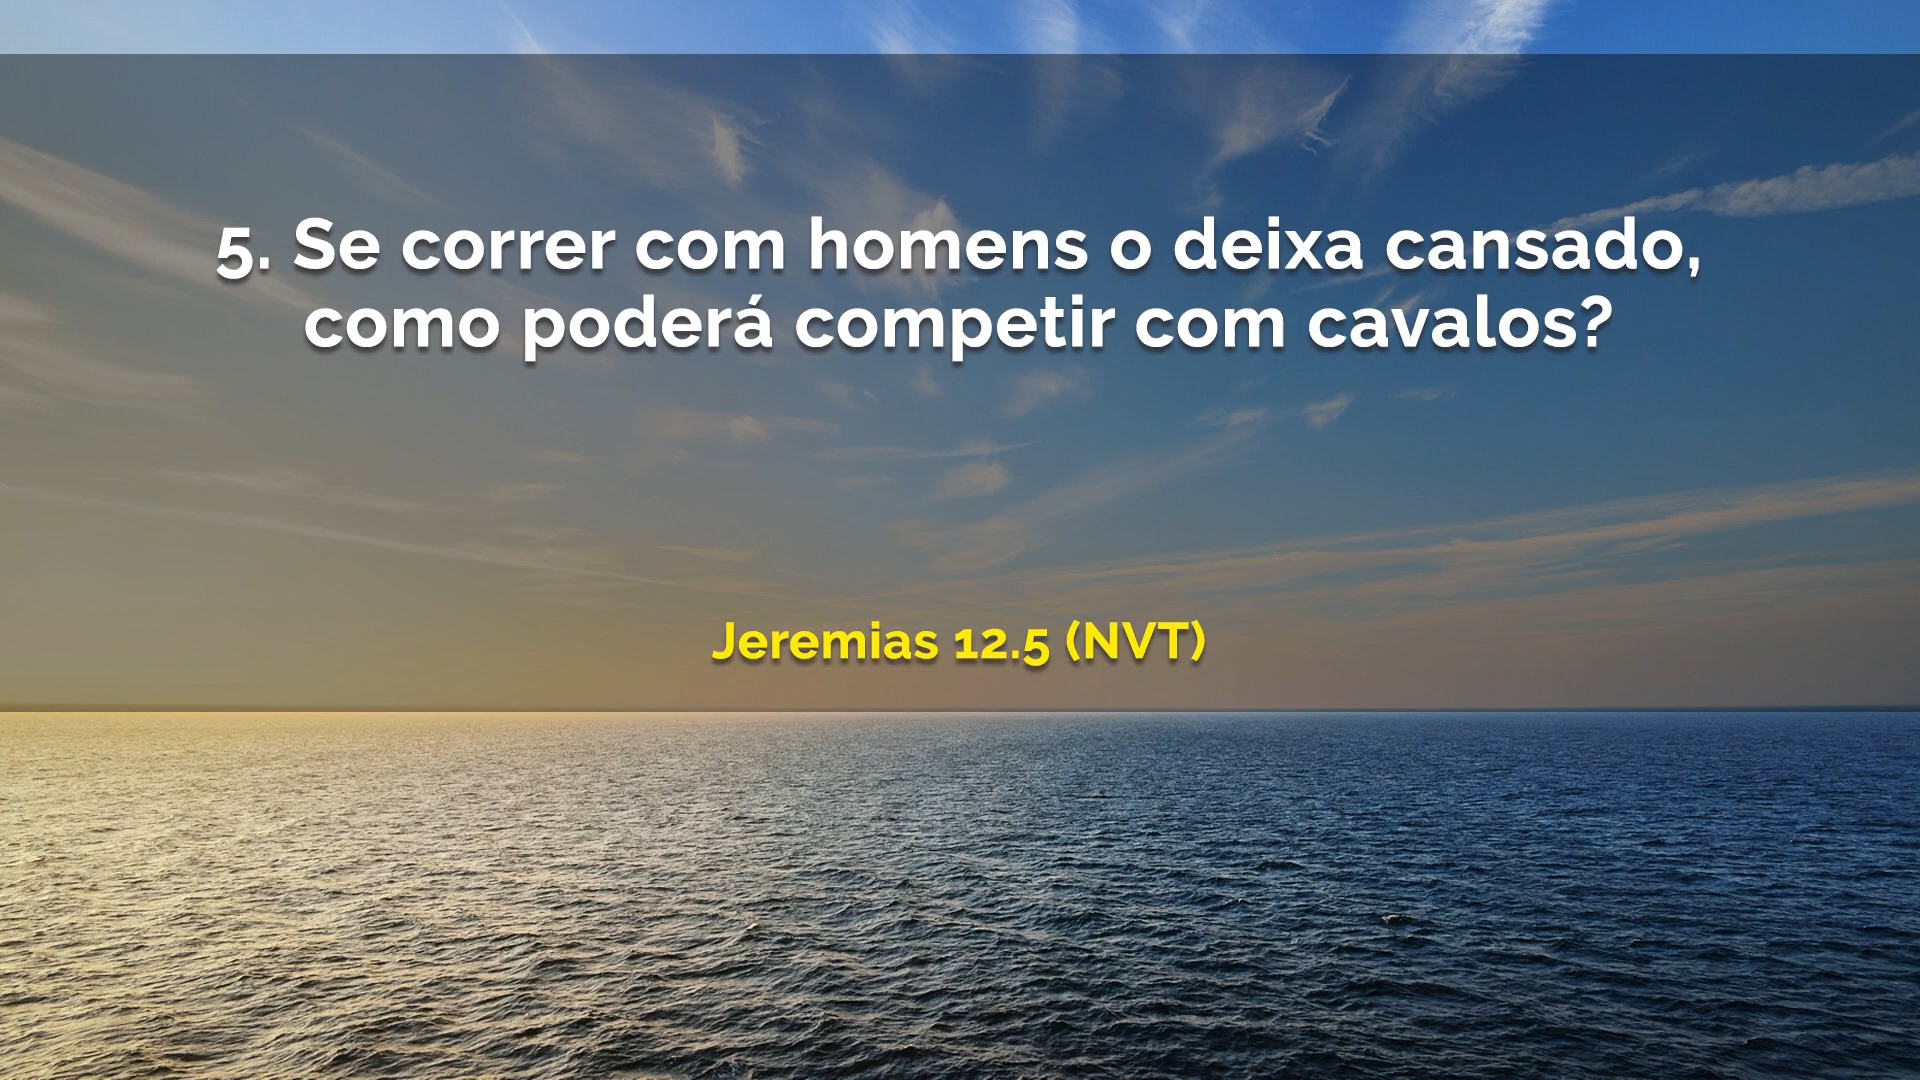 5. Se correr com homens o deixa cansado,
como poderá competir com cavalos?
Jeremias 12.5 (NVT)